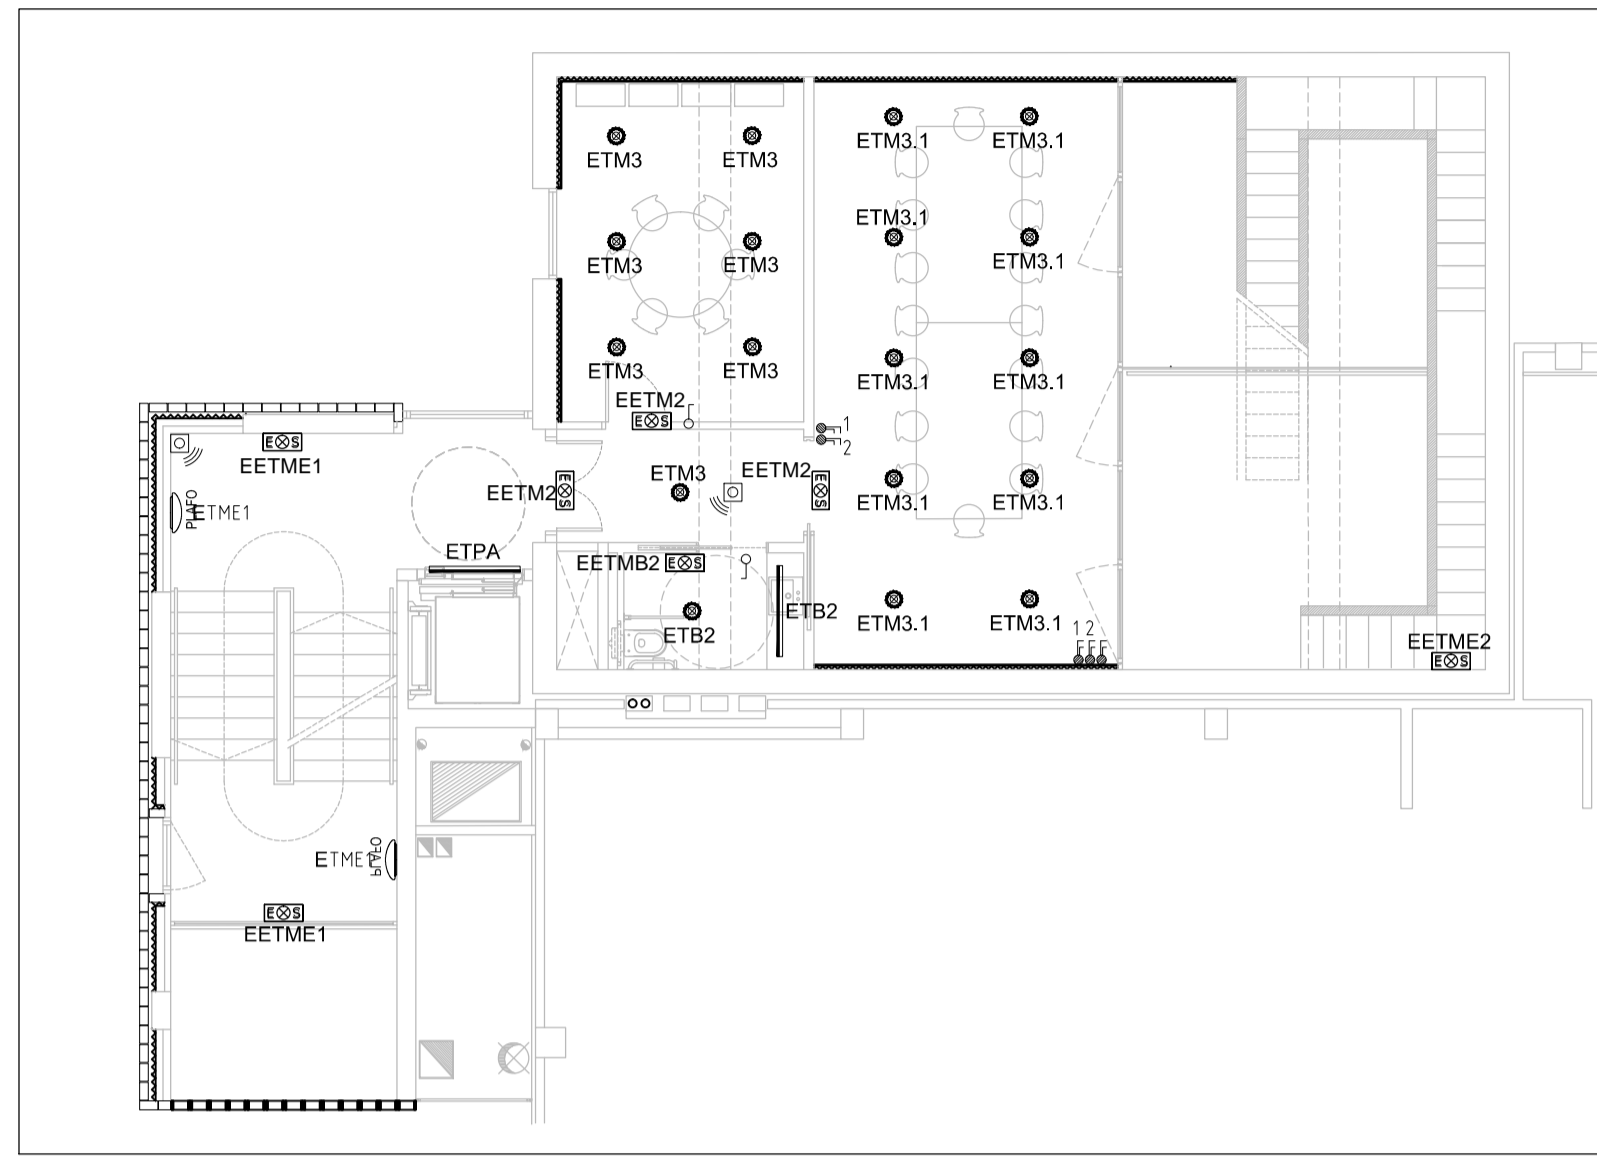 ETM3.1 ETM3.1
ETM3 ETM3
ETM3.1
ETM3 ETM3 ETM3.1
ETM3 ETM3 ETM3.1 ETM3.1
EETM2
E S
1
2
E S
EETME1
ETM3 EETM2
EETM2 E S E S
ETM3.1 ETM3.1
PLAFO
ETME1
ETPA
EETMB2 E S
ETB2
ETB2
ETM3.1 ETM3.1
1 2
EETME2
E S
ETME1
PLAFO
E S
EETME1